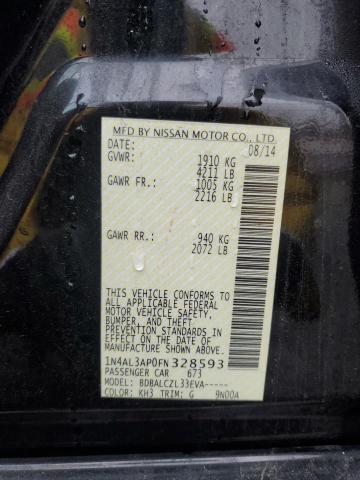 MFD BY NISSAN MOTOR CO., LTD.
DATE: 08/14
GVWR: 1910 KG
4211 LB
GAWR FR.: 1005 KG
2216 LB
GAWR RR.: 940 KG
2072 LB
THIS VEHICLE CONFORMS TO
ALL APPLICABLE FEDERAL
MOTOR VEHICLE SAFETY,
BUMPER, AND THEFT
PREVENTION STANDARDS IN
EFFECT ON THE DATE OF
MANUFACTURE SHOWN ABOVE.
1N4AL3AP0FN328593
PASSENGER CAR 673
MODEL: BDBALCZL33EVA-----
COLOR: KH3 TRIM: G 9N00A